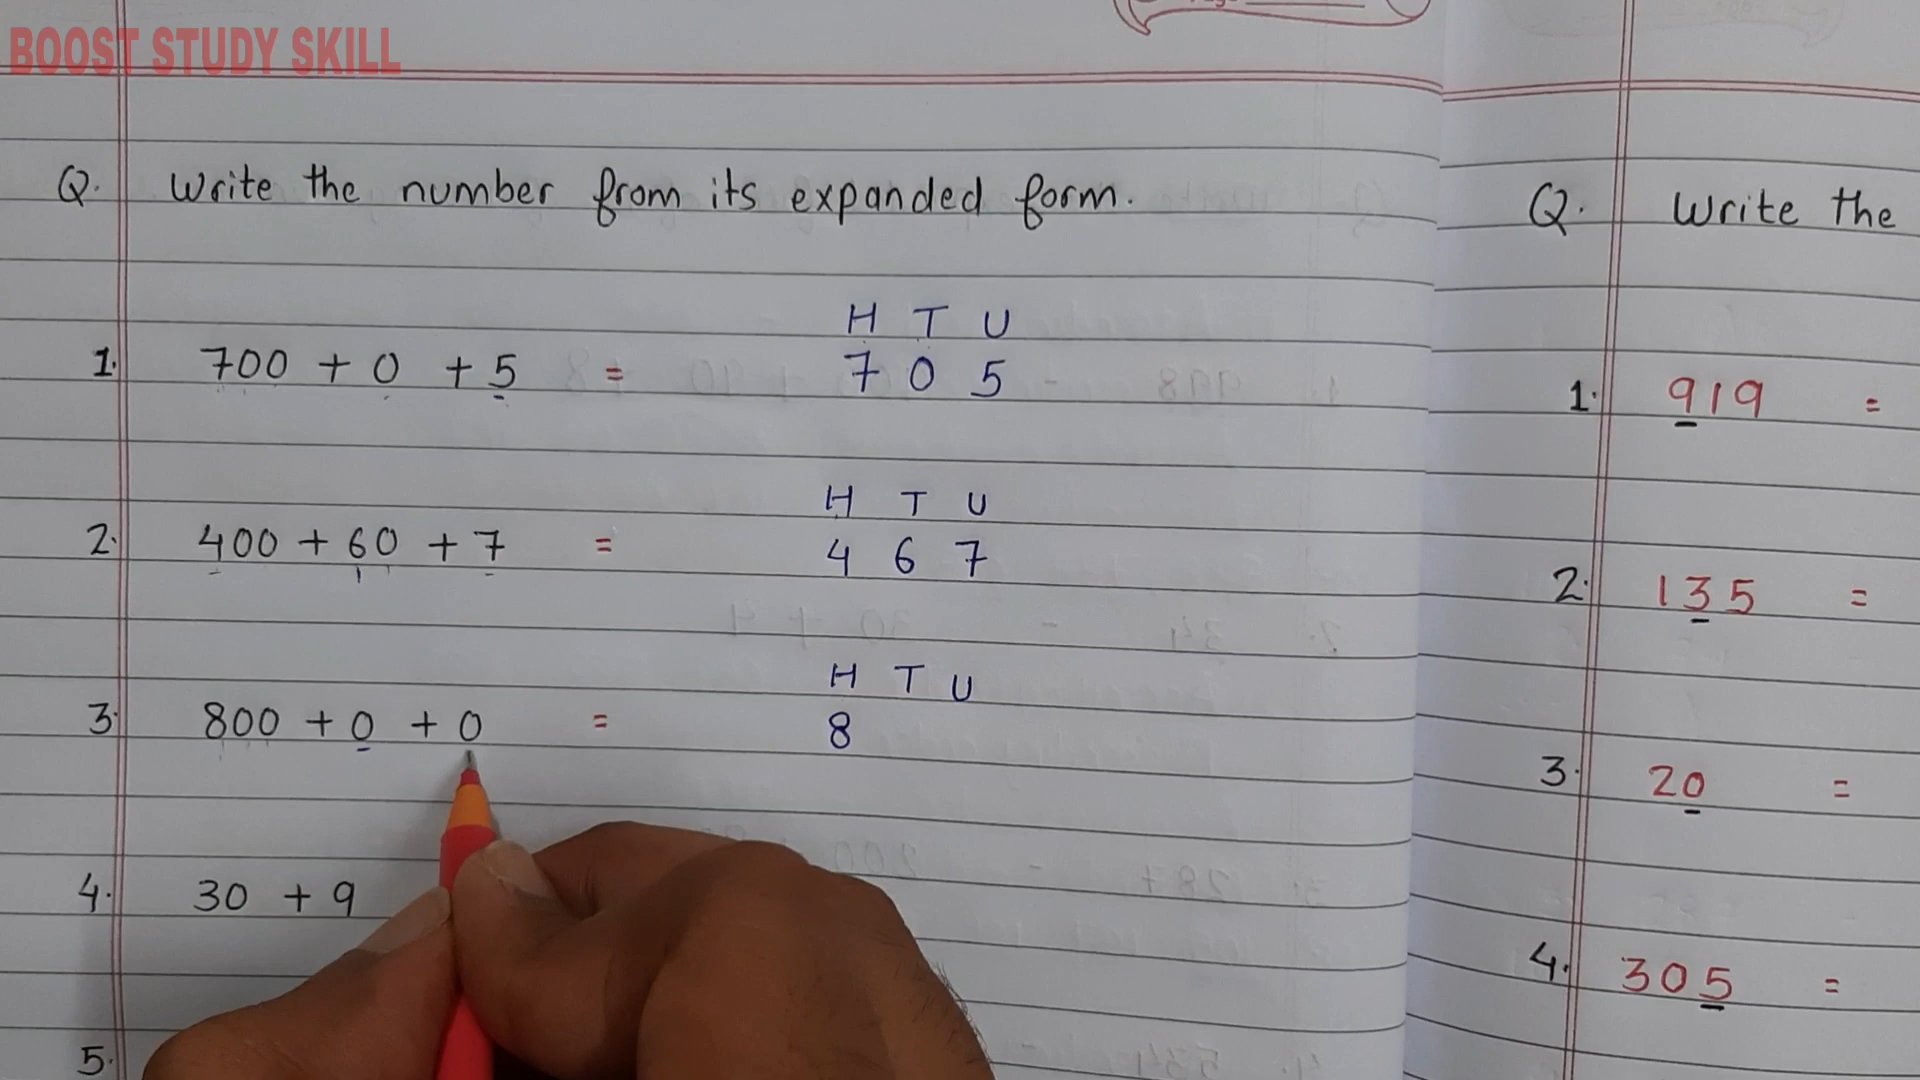 BOOST STUDY SKILL
Q. Write the number from its expanded form.
H T U
1. 700 + 0 + 5 = 7 0 5
H T U
2. 400 + 60 + 7 = 4 6 7
H T U
3. 800 + 0 + 0 = 8
4. 30 + 9
5.
Q. Write the
1. 919 =
2. 135 =
3. 20 =
4. 305 =